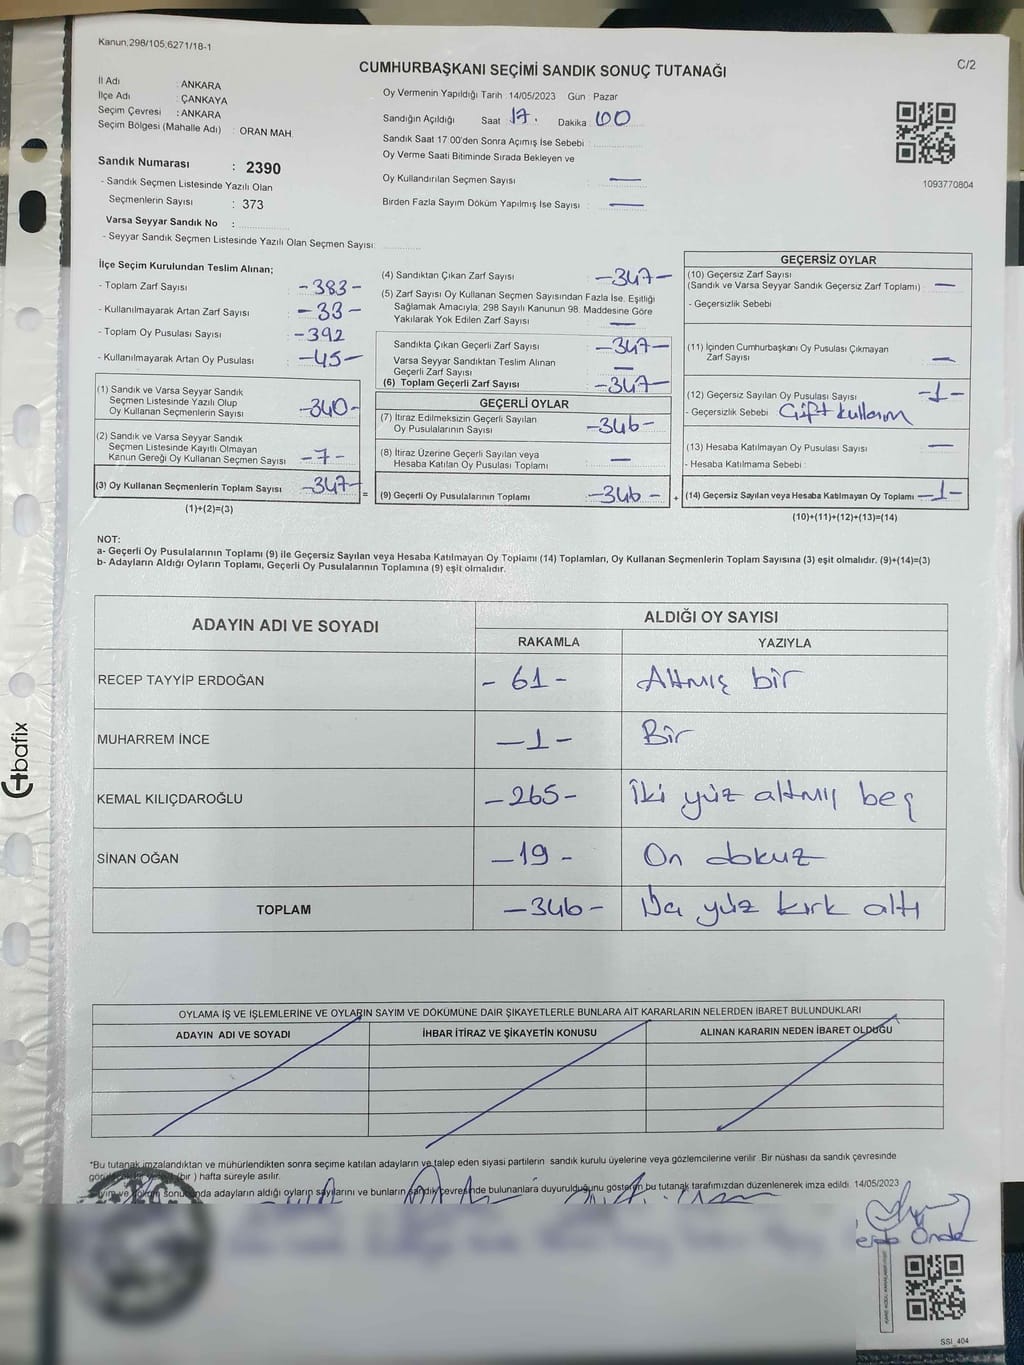 Kanun,298/105;6271/18-1
C/2
CUMHURBAŞKANI SEÇİMİ SANDIK SONUÇ TUTANAĞI
İl Adı : ANKARA
İlçe Adı : ÇANKAYA
Seçim Çevresi : ANKARA
Seçim Bölgesi (Mahalle Adı) : ORAN MAH.
Sandık Numarası : 2390
- Sandık Seçmen Listesinde Yazılı Olan
Seçmenlerin Sayısı : 373
Varsa Seyyar Sandık No :
- Seyyar Sandık Seçmen Listesinde Yazılı Olan Seçmen Sayısı:
Oy Vermenin Yapıldığı Tarih : 14/05/2023 Gün : Pazar
Sandığın Açıldığı Saat 17. Dakika 00
Sandık Saat 17:00'den Sonra Açımış İse Sebebi :
Oy Verme Saati Bitiminde Sırada Bekleyen ve
Oy Kullandırılan Seçmen Sayısı : —
Birden Fazla Sayım Döküm Yapılmış İse Sayısı : —
1093770804
İlçe Seçim Kurulundan Teslim Alınan;
- Toplam Zarf Sayısı : -383-
- Kullanılmayarak Artan Zarf Sayısı : -33-
- Toplam Oy Pusulası Sayısı : -392
- Kullanılmayarak Artan Oy Pusulası : -45-
(1) Sandık ve Varsa Seyyar Sandık
Seçmen Listesinde Yazılı Olup
Oy Kullanan Seçmenlerin Sayısı -340-
(2) Sandık ve Varsa Seyyar Sandık
Seçmen Listesinde Kayıtlı Olmayan
Kanun Gereği Oy Kullanan Seçmen Sayısı -7-
(3) Oy Kullanan Seçmenlerin Toplam Sayısı -347-
(1)+(2)=(3)
(4) Sandıktan Çıkan Zarf Sayısı -347-
(5) Zarf Sayısı Oy Kullanan Seçmen Sayısından Fazla İse, Eşitliği
Sağlamak Amacıyla, 298 Sayılı Kanunun 98. Maddesine Göre
Yakılarak Yok Edilen Zarf Sayısı —
Sandıkta Çıkan Geçerli Zarf Sayısı -347-
Varsa Seyyar Sandıktan Teslim Alınan
Geçerli Zarf Sayısı —
(6) Toplam Geçerli Zarf Sayısı -347-
GEÇERLİ OYLAR
(7) İtiraz Edilmeksizin Geçerli Sayılan
Oy Pusulalarının Sayısı -346-
(8) İtiraz Üzerine Geçerli Sayılan veya
Hesaba Katılan Oy Pusulası Toplamı —
= (9) Geçerli Oy Pusulalarının Toplamı -346-
GEÇERSİZ OYLAR
(10) Geçersiz Zarf Sayısı
(Sandık ve Varsa Seyyar Sandık Geçersiz Zarf Toplamı) —
- Geçersizlik Sebebi
(11) İçinden Cumhurbaşkanı Oy Pusulası Çıkmayan
Zarf Sayısı —
(12) Geçersiz Sayılan Oy Pusulası Sayısı -1-
- Geçersizlik Sebebi Çift kullanım
(13) Hesaba Katılmayan Oy Pusulası Sayısı —
- Hesaba Katılmama Sebebi :
+ (14) Geçersiz Sayılan veya Hesaba Katılmayan Oy Toplamı -1-
(10)+(11)+(12)+(13)=(14)
NOT:
a- Geçerli Oy Pusulalarının Toplamı (9) ile Geçersiz Sayılan veya Hesaba Katılmayan Oy Toplamı (14) Toplamları, Oy Kullanan Seçmenlerin Toplam Sayısına (3) eşit olmalıdır. (9)+(14)=(3)
b- Adayların Aldığı Oyların Toplamı, Geçerli Oy Pusulalarının Toplamına (9) eşit olmalıdır.
ADAYIN ADI VE SOYADI ALDIĞI OY SAYISI
RAKAMLA YAZIYLA
RECEP TAYYİP ERDOĞAN - 61 - Altmış bir
MUHARREM İNCE -1- Bir
KEMAL KILIÇDAROĞLU -265- İki yüz altmış beş
SİNAN OĞAN -19- On dokuz
TOPLAM -346- Üç yüz kırk altı
OYLAMA İŞ VE İŞLEMLERİNE VE OYLARIN SAYIM VE DÖKÜMÜNE DAİR ŞİKAYETLERLE BUNLARA AİT KARARLARIN NELERDEN İBARET BULUNDUKLARI
ADAYIN ADI VE SOYADI İHBAR İTİRAZ VE ŞİKAYETİN KONUSU ALINAN KARARIN NEDEN İBARET OLDUĞU
*Bu tutanak imzalandıktan ve mühürlendikten sonra seçime katılan adayların ve talep eden siyasi partilerin sandık kurulu üyelerine veya gözlemcilerine verilir. Bir nüshası da sandık çevresinde
(bir) hafta süreyle asılır.
Sayım ve döküm sonucunda adayların aldığı oyların sayılarını ve bunların sandık çevresinde bulunanlara duyurulduğunu gösteren bu tutanak tarafımızdan düzenlenerek imza edildi. 14/05/2023
Önde
SSI_404
bafix